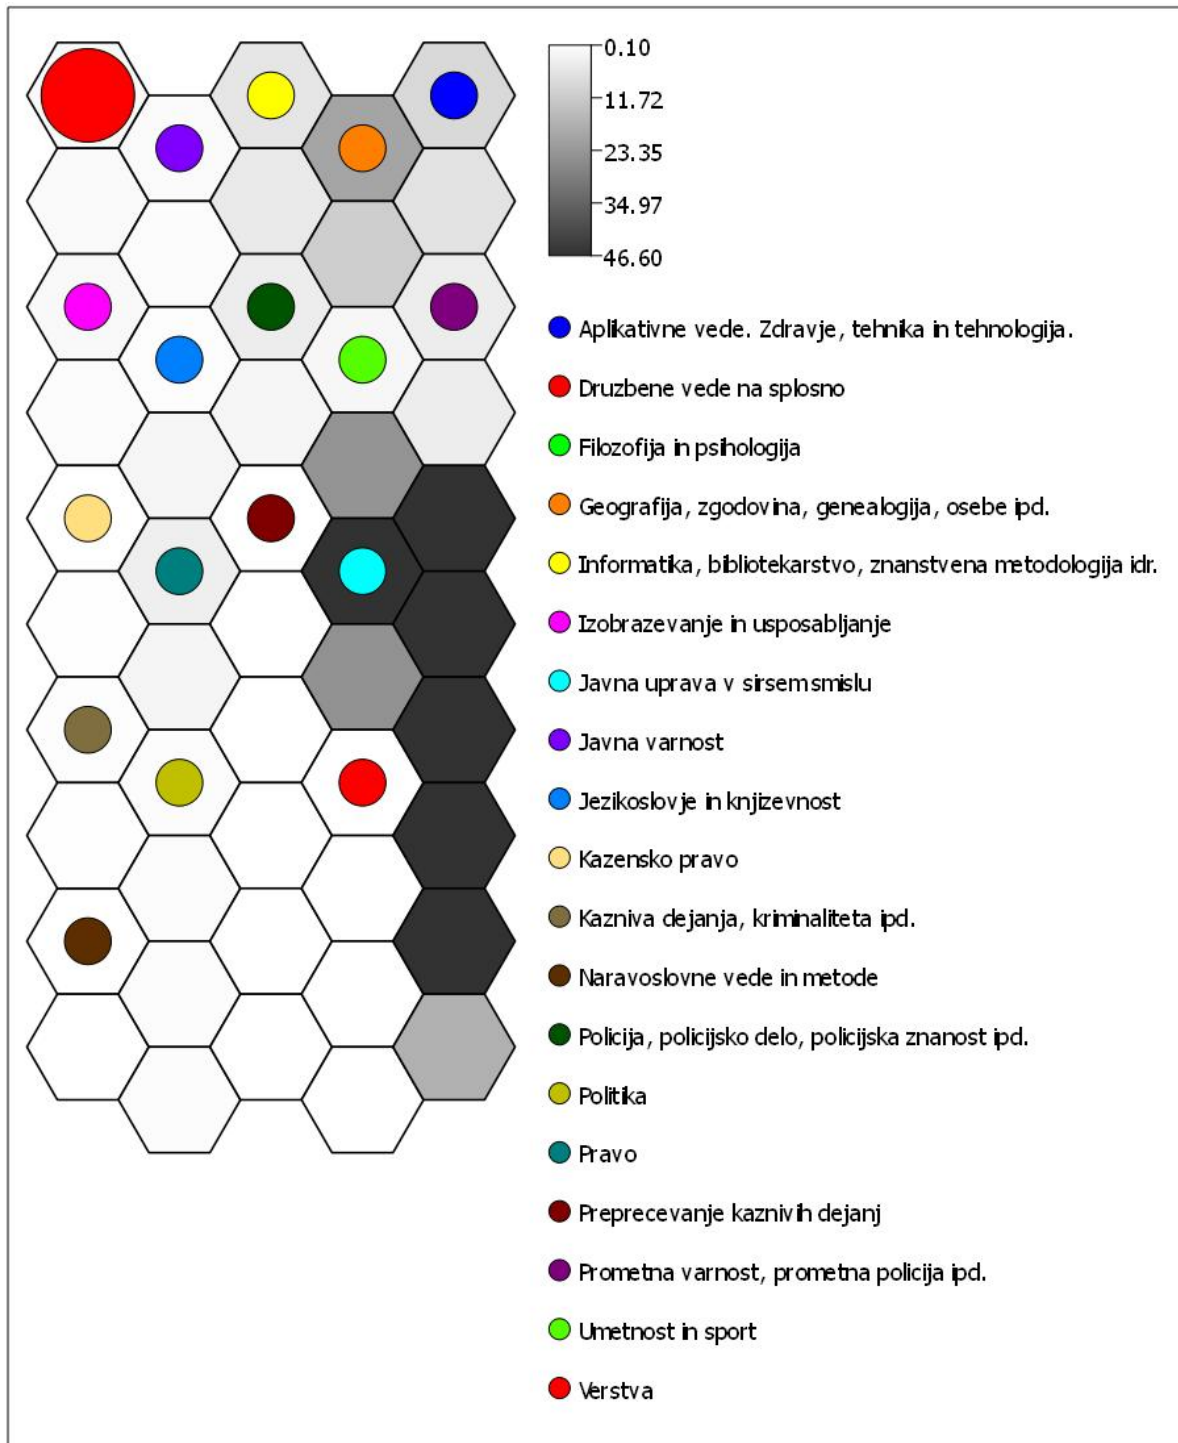 0.10
11.72
23.35
34.97
46.60
Aplikativne vede. Zdravje, tehnika in tehnologija.
Druzbene vede na splosno
Filozofija in psihologija
Geografija, zgodovina, genealogija, osebe ipd.
Informatika, bibliotekarstvo, znanstvena metodologija idr.
Izobrazevanje in usposabljanje
Javna uprava v sirsem smislu
Javna varnost
Jezikoslovje in knjizevnost
Kazensko pravo
Kazniva dejanja, kriminaliteta ipd.
Naravoslovne vede in metode
Policija, policijsko delo, policijska znanost ipd.
Politika
Pravo
Preprecevanje kaznivih dejanj
Prometna varnost, prometna policija ipd.
Umetnost in sport
Verstva